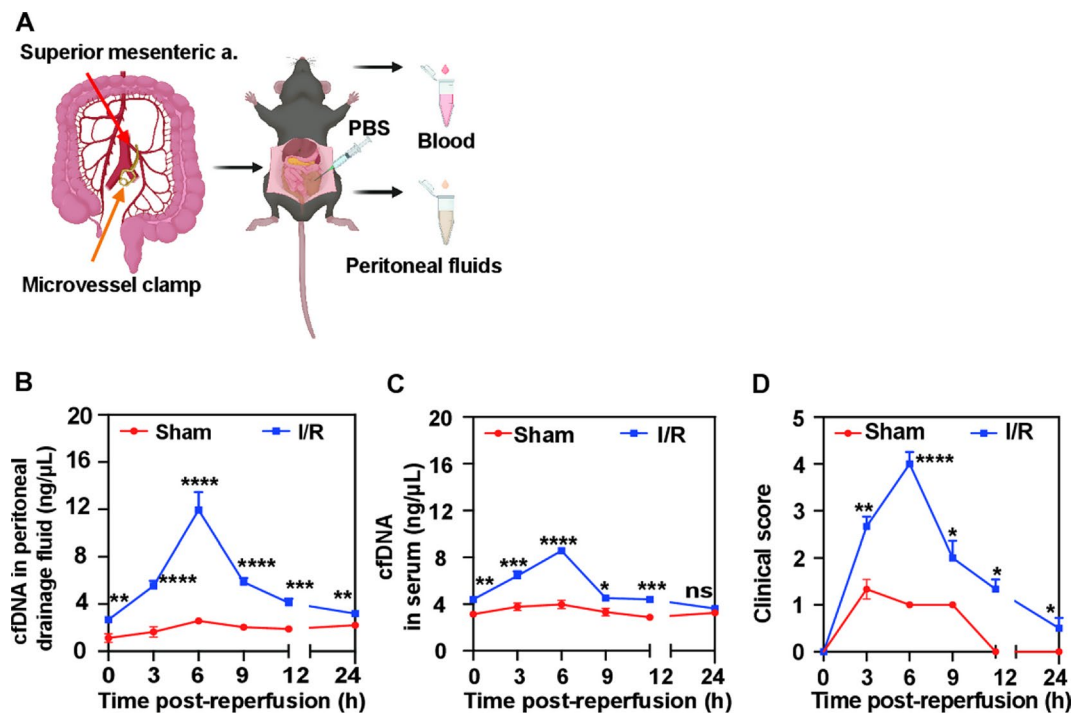 A
Superior mesenteric a.
PBS
Blood
Microvessel clamp
Peritoneal fluids
B
cfDNA in peritoneal
drainage fluid (ng/μL)
20
16
12
8
4
0
Sham
I/R
**
****
****
****
***
**
0 3 6 9 12 24
Time post-reperfusion (h)
C
cfDNA
in serum (ng/μL)
20
16
12
8
4
0
Sham
I/R
**
***
****
*
***
ns
0 3 6 9 12 24
Time post-reperfusion (h)
D
Clinical score
5
4
3
2
1
0
Sham
I/R
**
****
*
*
*
0 3 6 9 12 24
Time post-reperfusion (h)